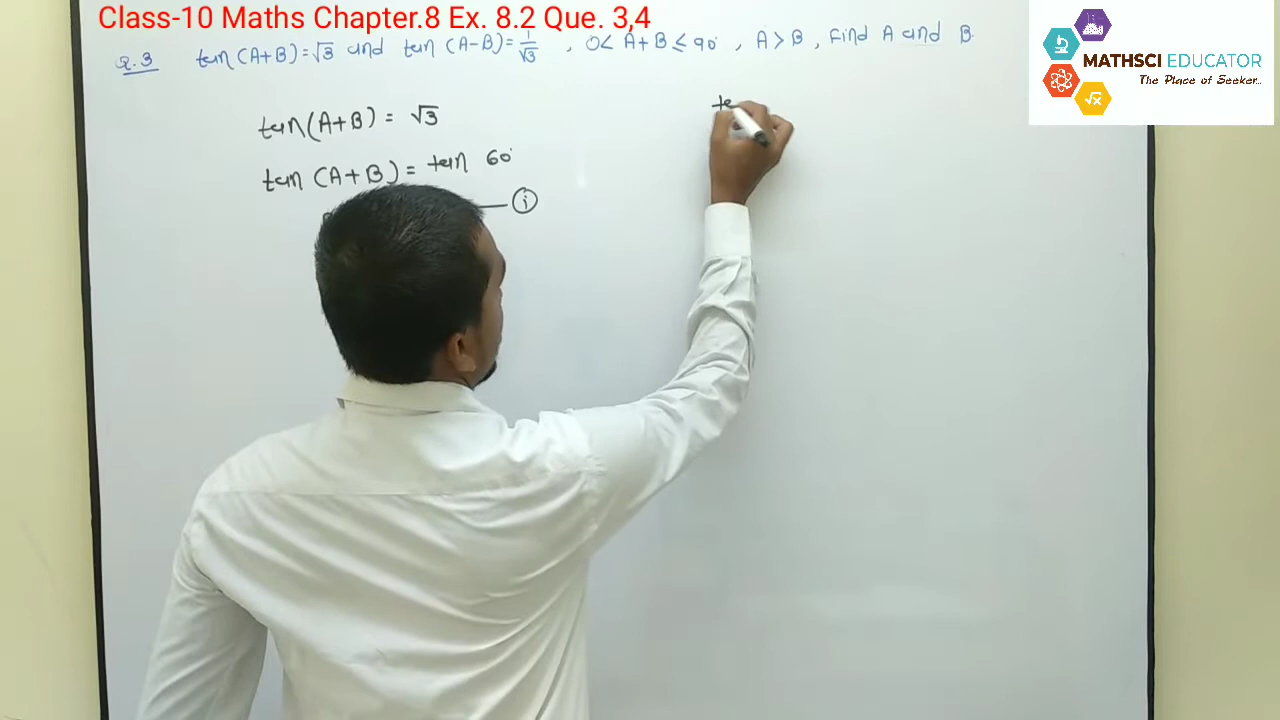 Class-10 Maths Chapter.8 Ex. 8.2 Que. 3,4
Q.3 tan (A+B) = √3 and tan (A-B) = 1/√3 , 0< A+B ≤ 90° , A > B , Find A and B.
MATHSCI EDUCATOR
The Place of Seeker..
tan (A+B) = √3
tan (A+B) = tan 60°
i
te